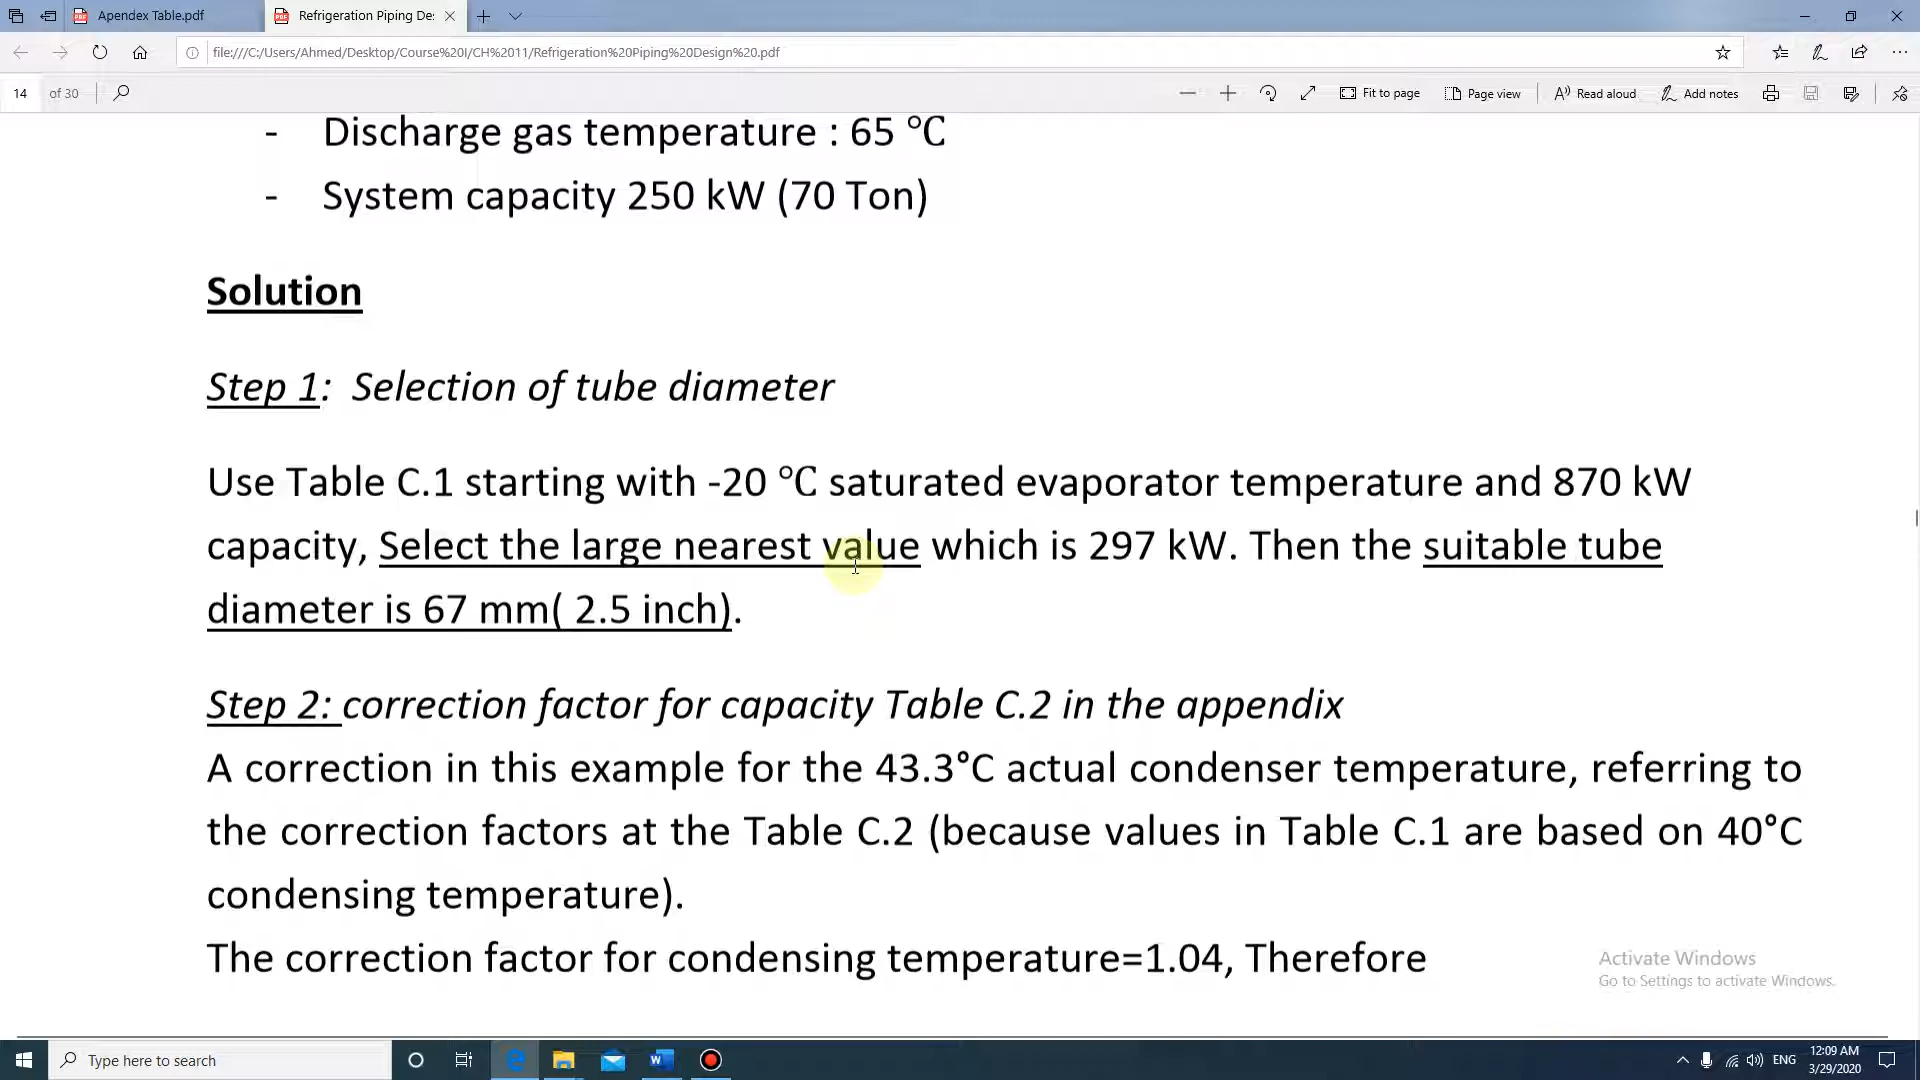 Apendex Table.pdf
Refrigeration Piping De:
file:///C:/Users/Ahmed/Desktop/Course%20I/CH%2011/Refrigeration%20Piping%20Design%20.pdf
14 of 30
Fit to page
Page view
Read aloud
Add notes
- Discharge gas temperature : 65 ℃
- System capacity 250 kW (70 Ton)
Solution
Step 1: Selection of tube diameter
Use Table C.1 starting with -20 ℃ saturated evaporator temperature and 870 kW
capacity, Select the large nearest value which is 297 kW. Then the suitable tube
diameter is 67 mm( 2.5 inch).
Step 2: correction factor for capacity Table C.2 in the appendix
A correction in this example for the 43.3°C actual condenser temperature, referring to
the correction factors at the Table C.2 (because values in Table C.1 are based on 40°C
condensing temperature).
The correction factor for condensing temperature=1.04, Therefore
Activate Windows
Go to Settings to activate Windows.
Type here to search
ENG
12:09 AM
3/29/2020